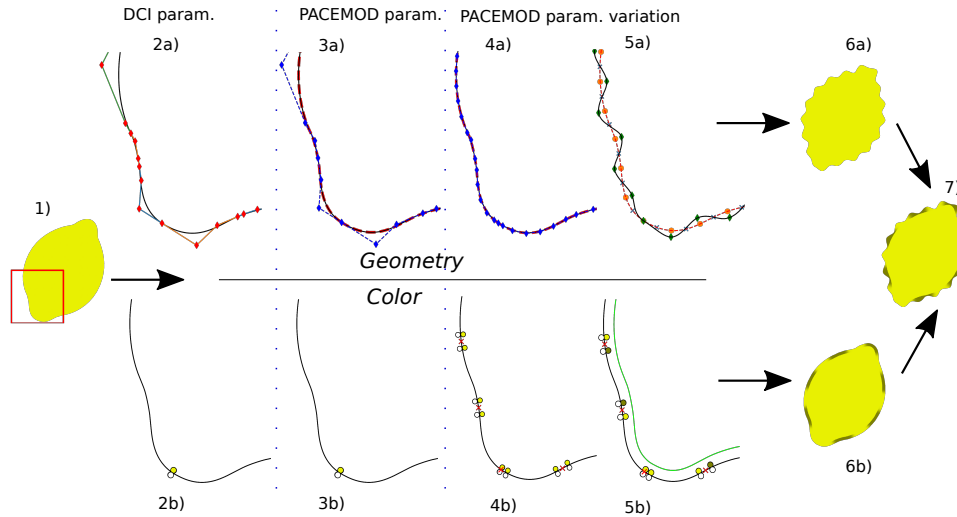 DCI param.
PACEMOD param.
PACEMOD param. variation
2a)
3a)
4a)
5a)
6a)
1)
7)
Geometry
Color
2b)
3b)
4b)
5b)
6b)